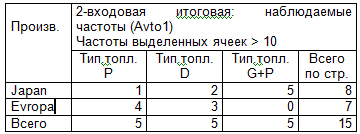 Произв.
2-входовая итоговая: наблюдаемые
частоты (Avto1)
Частоты выделенных ячеек > 10
Тип.топл. P
Тип.топл. D
Тип.топл. G+P
Всего по стр.
Japan 1 2 5 8
Evropa 4 3 0 7
Всего 5 5 5 15